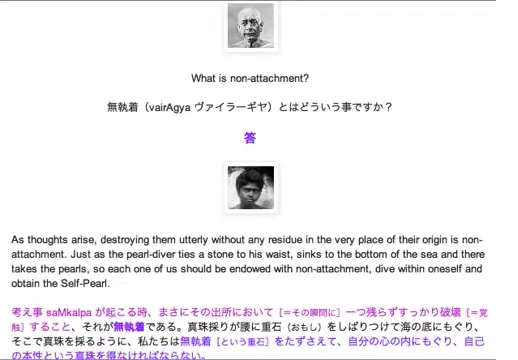 What is non-attachment?
無執着（vairAgya ヴァイラーギヤ）とはどういう事ですか？
答
As thoughts arise, destroying them utterly without any residue in the very place of their origin is non-
attachment. Just as the pearl-diver ties a stone to his waist, sinks to the bottom of the sea and there
takes the pearls, so each one of us should be endowed with non-attachment, dive within oneself and
obtain the Self-Pearl.
考え事 saMkalpa が起こる時、まさにその出所において［＝その瞬間に］一つ残らずすっかり破壊［＝覚
触］すること、それが無執着である。真珠採りが腰に重石（おもし）をしばりつけて海の底にもぐり、
そこで真珠を採るように、私たちは無執着［という重石］をたずさえて、自分の心の内にもぐり、自己
の本性という真珠を得なければならない。